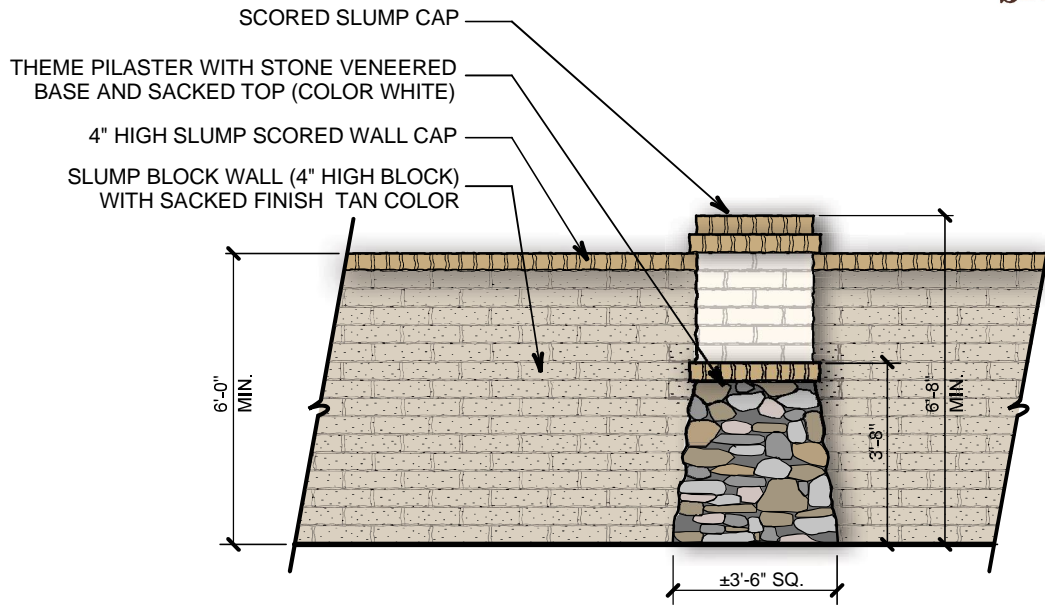 SCORED SLUMP CAP
THEME PILASTER WITH STONE VENEERED
BASE AND SACKED TOP (COLOR WHITE)
4" HIGH SLUMP SCORED WALL CAP
SLUMP BLOCK WALL (4" HIGH BLOCK)
WITH SACKED FINISH TAN COLOR
6'-0"
MIN.
6'-8"
MIN.
3'-8"
±3'-6" SQ.